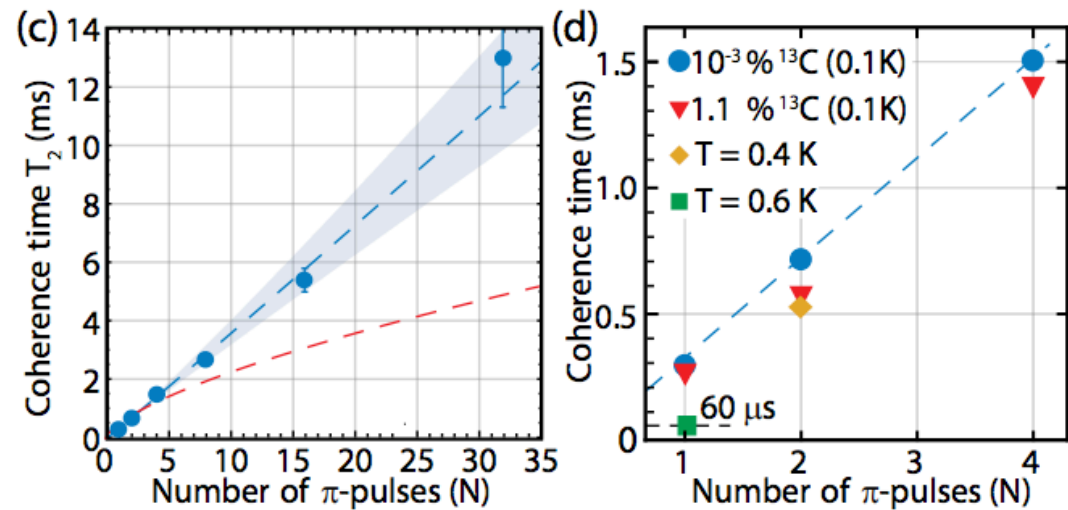 (c)
14
12
10
8
6
4
2
0
Coherence time T₂ (ms)
0 5 10 15 20 25 30 35
Number of π-pulses (N)
(d)
1.5
1.0
0.5
0
Coherence time (ms)
10⁻³ % ¹³C (0.1K)
1.1 % ¹³C (0.1K)
T = 0.4 K
T = 0.6 K
60 μs
1 2 3 4
Number of π-pulses (N)